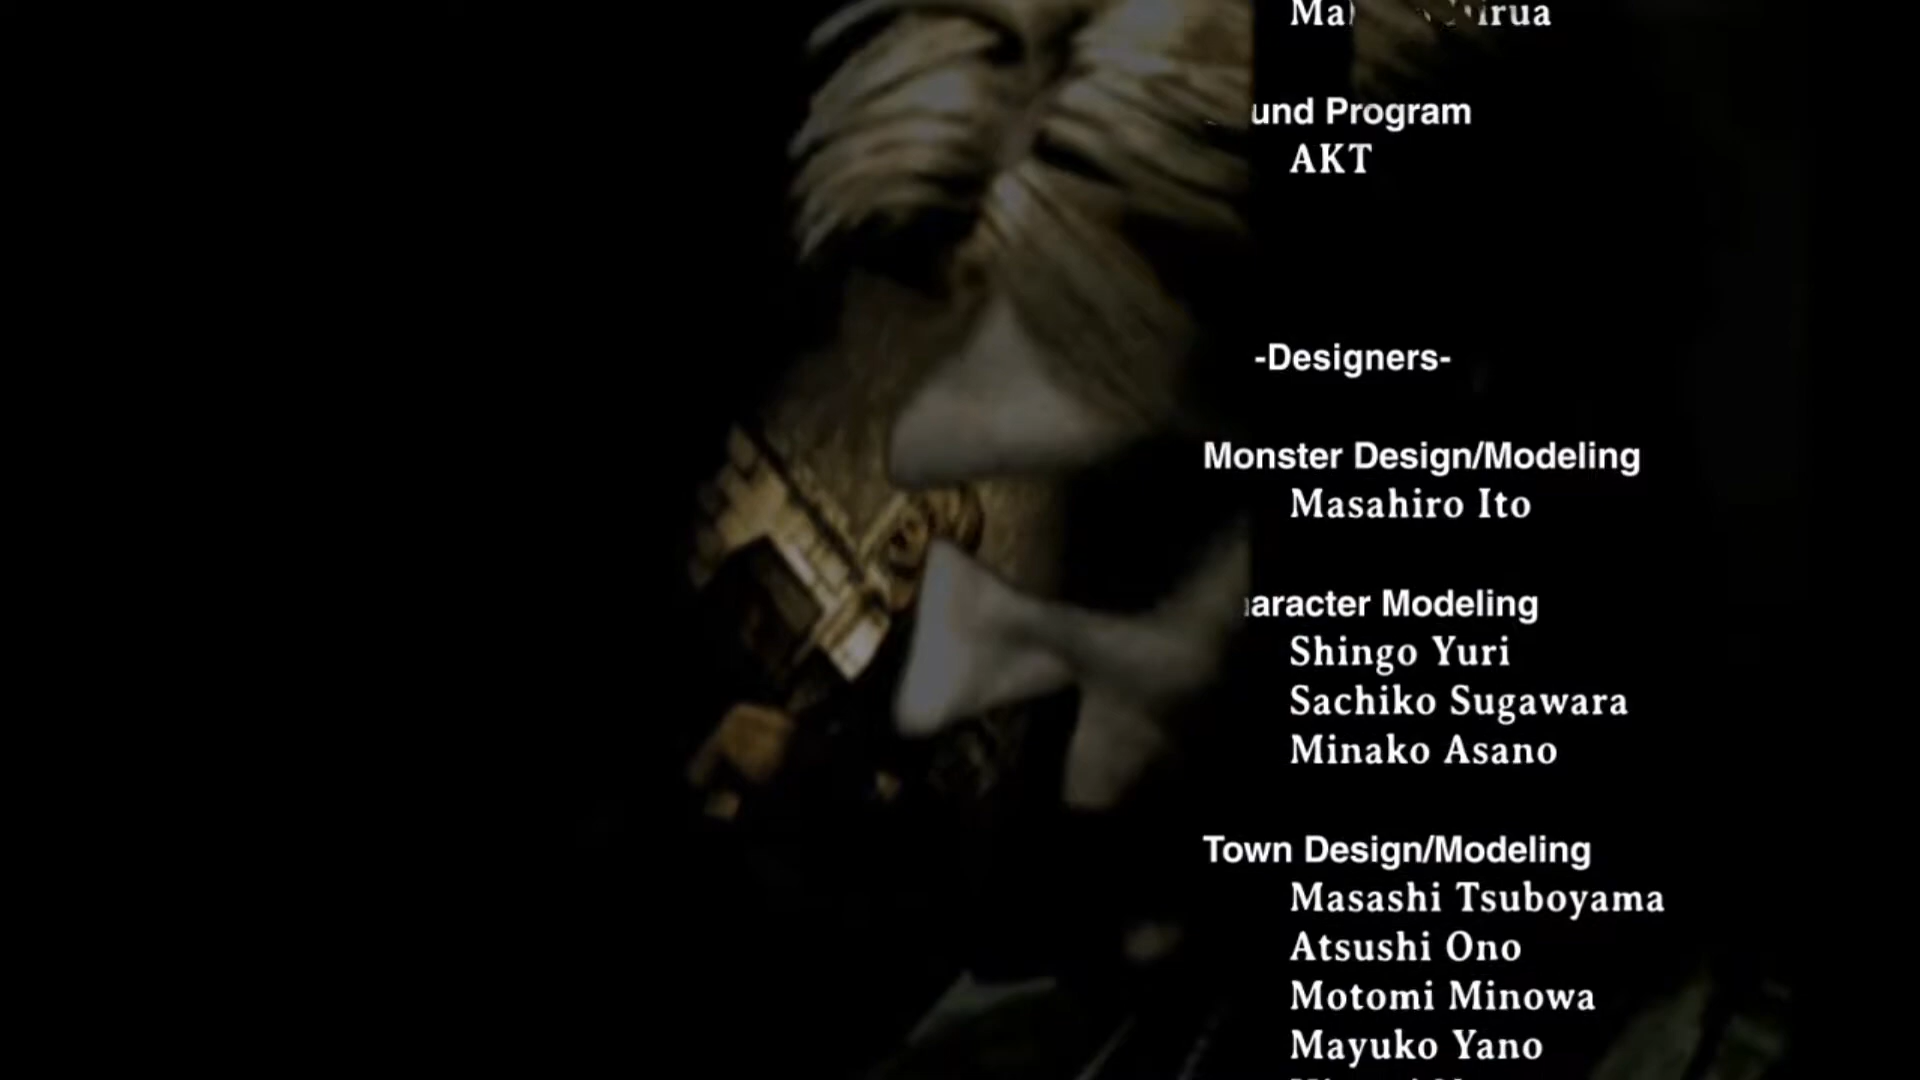 und Program
AKT
-Designers-
Monster Design/Modeling
Masahiro Ito
aracter Modeling
Shingo Yuri
Sachiko Sugawara
Minako Asano
Town Design/Modeling
Masashi Tsuboyama
Atsushi Ono
Motomi Minowa
Mayuko Yano